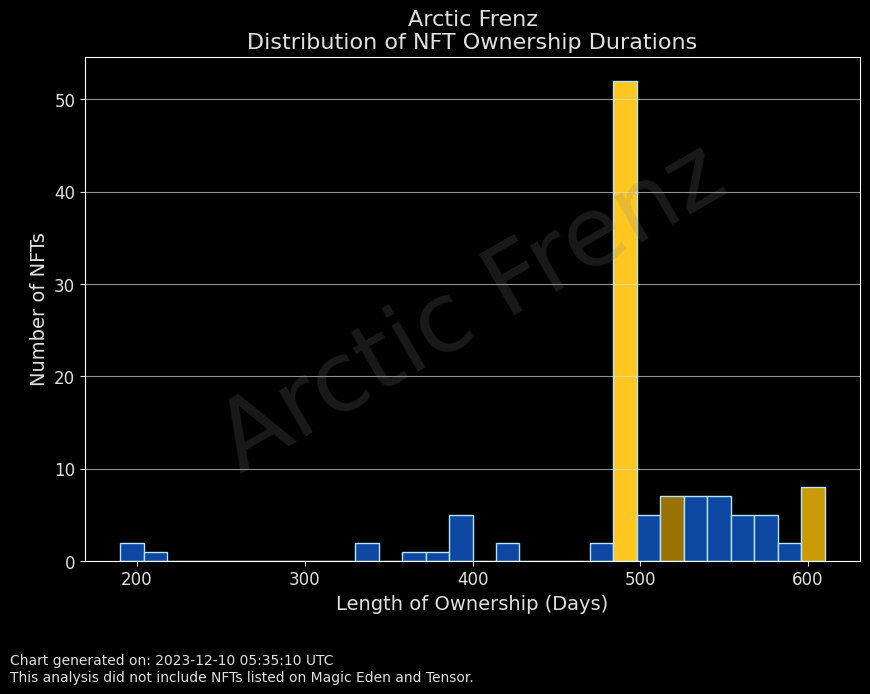 Arctic Frenz
Distribution of NFT Ownership Durations
Number of NFTs
50
40
30
20
10
0
Arctic Frenz
200 300 400 500 600
Length of Ownership (Days)
Chart generated on: 2023-12-10 05:35:10 UTC
This analysis did not include NFTs listed on Magic Eden and Tensor.